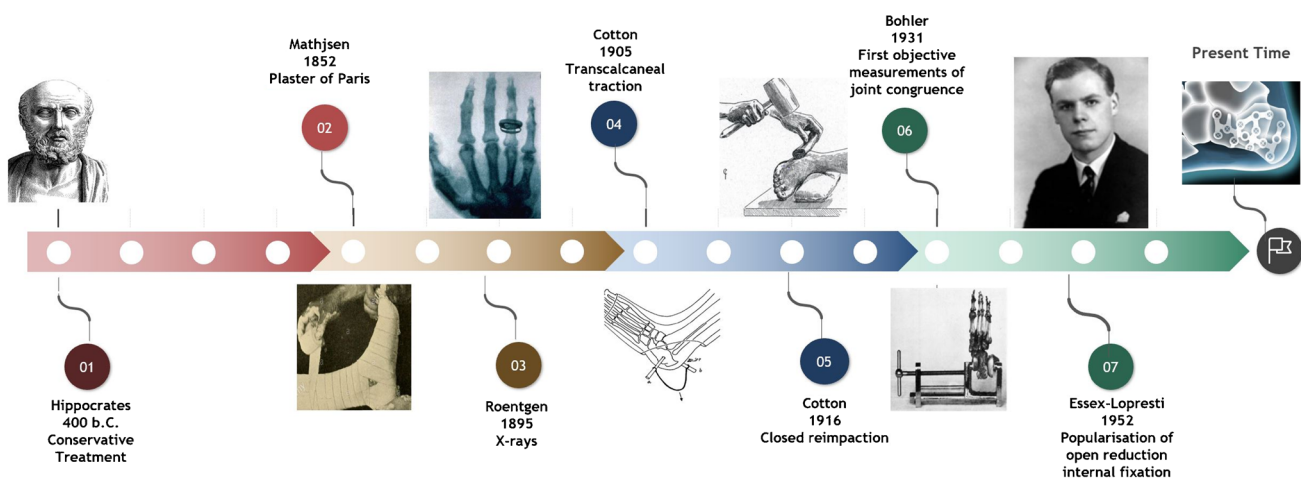 01
Hippocrates
400 b.C.
Conservative
Treatment
Mathjsen
1852
Plaster of Paris
02
03
Roentgen
1895
X-rays
Cotton
1905
Transcalcaneal
traction
04
05
Cotton
1916
Closed reimpaction
Bohler
1931
First objective
measurements of
joint congruence
06
07
Essex-Lopresti
1952
Popularisation of
open reduction
internal fixation
Present Time